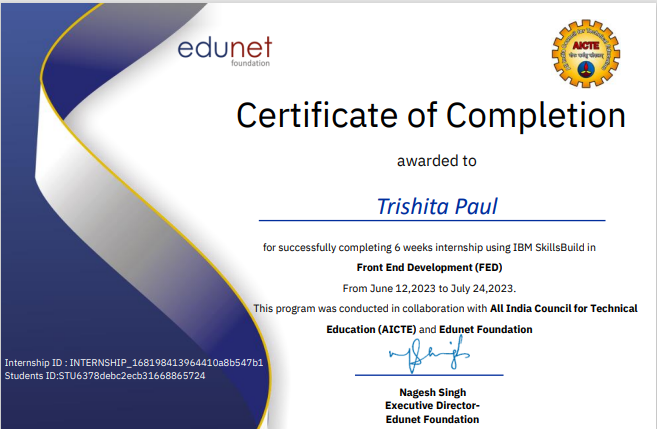 edunet
foundation
AICTE
Certificate of Completion
awarded to
Trishita Paul
for successfully completing 6 weeks internship using IBM SkillsBuild in
Front End Development (FED)
From June 12,2023 to July 24,2023.
This program was conducted in collaboration with All India Council for Technical
Education (AICTE) and Edunet Foundation
Internship ID : INTERNSHIP_168198413964410a8b547b1
Students ID:STU6378debc2ecb31668865724
Nagesh Singh
Executive Director-
Edunet Foundation